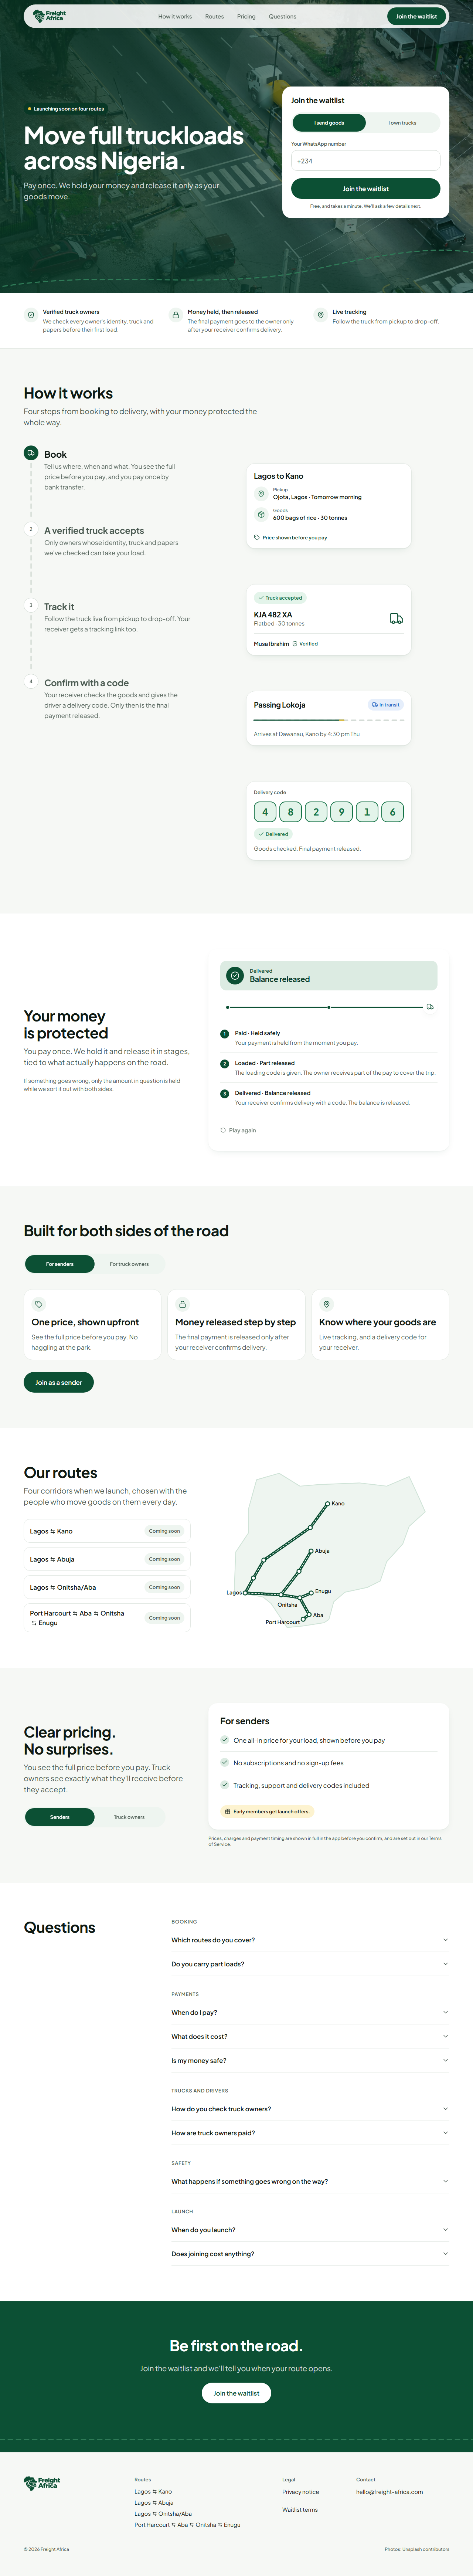 Freight Africa
How it works
Routes
Pricing
Questions
Join the waitlist
Launching soon on four routes
Move full truckloads
across Nigeria.
Pay once. We hold your money and release it only as your
goods move.
Join the waitlist
I send goods
I own trucks
Your WhatsApp number
+234
Join the waitlist
Free, and takes a minute. We'll ask a few details next.
Verified truck owners
We check every owner's identity, truck and
papers before their first load.
Money held, then released
The final payment goes to the owner only
after your receiver confirms delivery.
Live tracking
Follow the truck from pickup to drop-off.
How it works
Four steps from booking to delivery, with your money protected the
whole way.
Book
Tell us where, when and what. You see the full
price before you pay, and you pay once by
bank transfer.
2
A verified truck accepts
Only owners whose identity, truck and papers
we've checked can take your load.
3
Track it
Follow the truck live from pickup to drop-off. Your
receiver gets a tracking link too.
4
Confirm with a code
Your receiver checks the goods and gives the
driver a delivery code. Only then is the final
payment released.
Lagos to Kano
Pickup
Ojota, Lagos · Tomorrow morning
Goods
600 bags of rice · 30 tonnes
Price shown before you pay
Truck accepted
KJA 482 XA
Flatbed · 30 tonnes
Musa Ibrahim
Verified
Passing Lokoja
In transit
Arrives at Dawanau, Kano by 4:30 pm Thu
Delivery code
4 8 2 9 1 6
Delivered
Goods checked. Final payment released.
Your money
is protected
You pay once. We hold it and release it in stages,
tied to what actually happens on the road.
If something goes wrong, only the amount in question is held
while we sort it out with both sides.
Delivered
Balance released
1
Paid · Held safely
Your payment is held from the moment you pay.
2
Loaded · Part released
The loading code is given. The owner receives part of the pay to cover the trip.
3
Delivered · Balance released
Your receiver confirms delivery with a code. The balance is released.
Play again
Built for both sides of the road
For senders
For truck owners
One price, shown upfront
See the full price before you pay. No
haggling at the park.
Money released step by step
The final payment is released only after
your receiver confirms delivery.
Know where your goods are
Live tracking, and a delivery code for
your receiver.
Join as a sender
Our routes
Four corridors when we launch, chosen with the
people who move goods on them every day.
Lagos ⇆ Kano
Coming soon
Lagos ⇆ Abuja
Coming soon
Lagos ⇆ Onitsha/Aba
Coming soon
Port Harcourt ⇆ Aba ⇆ Onitsha
⇆ Enugu
Coming soon
Kano
Abuja
Lagos
Enugu
Onitsha
Aba
Port Harcourt
Clear pricing.
No surprises.
You see the full price before you pay. Truck
owners see exactly what they'll receive before
they accept.
Senders
Truck owners
For senders
One all-in price for your load, shown before you pay
No subscriptions and no sign-up fees
Tracking, support and delivery codes included
Early members get launch offers.
Prices, charges and payment timing are shown in full in the app before you confirm, and are set out in our Terms
of Service.
Questions
BOOKING
Which routes do you cover?
Do you carry part loads?
PAYMENTS
When do I pay?
What does it cost?
Is my money safe?
TRUCKS AND DRIVERS
How do you check truck owners?
How are truck owners paid?
SAFETY
What happens if something goes wrong on the way?
LAUNCH
When do you launch?
Does joining cost anything?
Be first on the road.
Join the waitlist and we'll tell you when your route opens.
Join the waitlist
Freight Africa
Routes
Lagos ⇆ Kano
Lagos ⇆ Abuja
Lagos ⇆ Onitsha/Aba
Port Harcourt ⇆ Aba ⇆ Onitsha ⇆ Enugu
Legal
Privacy notice
Waitlist terms
Contact
hello@freight-africa.com
© 2026 Freight Africa
Photos: Unsplash contributors